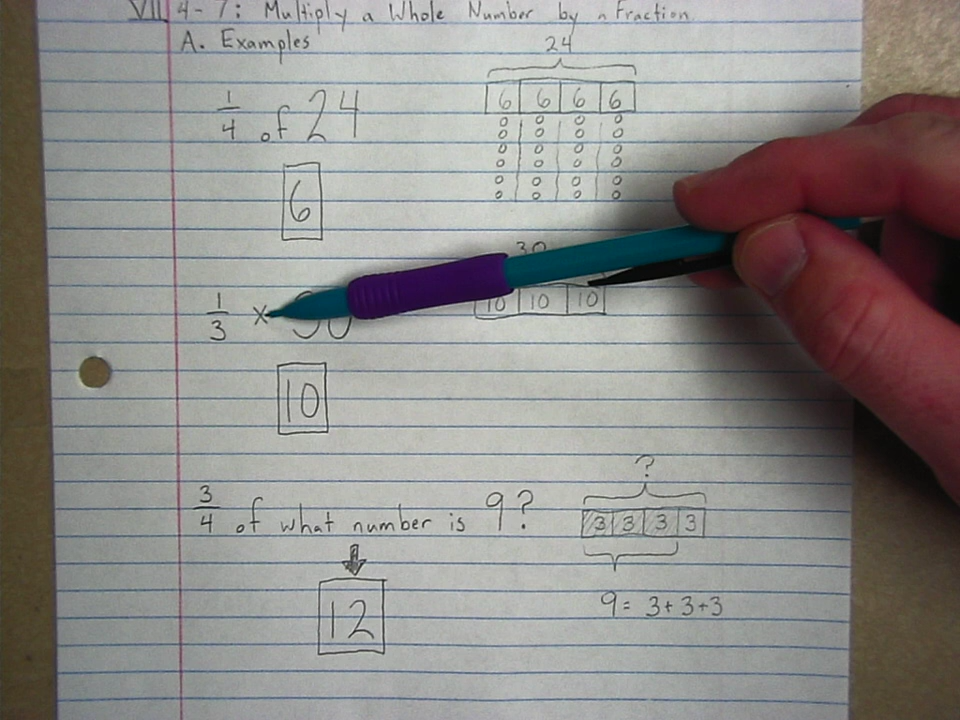 VII 4-7: Multiply a Whole Number by a Fraction
A. Examples
24
1/4 of 24
6 6 6 6
6
30
1/3 x 30
10 10 10
10
?
3/4 of what number is 9?
3 3 3 3
12
9 = 3+3+3